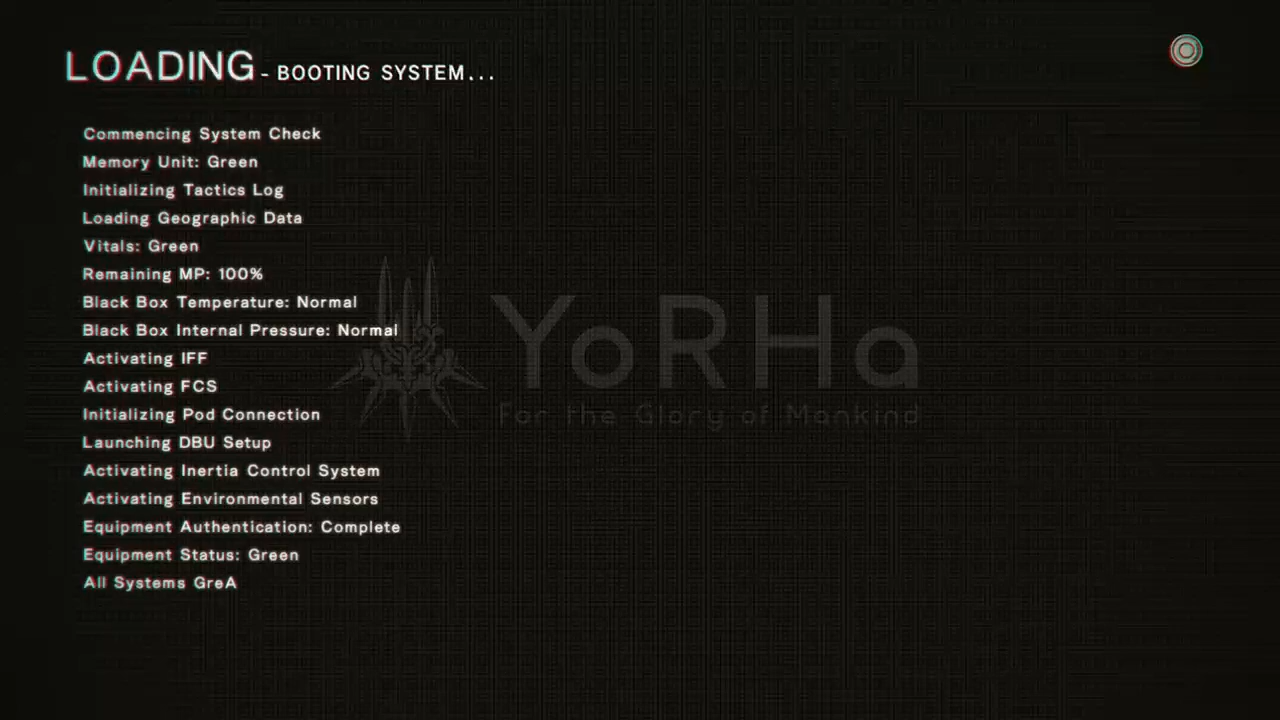 LOADING - BOOTING SYSTEM...
Commencing System Check
Memory Unit: Green
Initializing Tactics Log
Loading Geographic Data
Vitals: Green
Remaining MP: 100%
Black Box Temperature: Normal
Black Box Internal Pressure: Normal
Activating IFF
Activating FCS
Initializing Pod Connection
Launching DBU Setup
Activating Inertia Control System
Activating Environmental Sensors
Equipment Authentication: Complete
Equipment Status: Green
All Systems GreA
YoRHa
For the Glory of Mankind